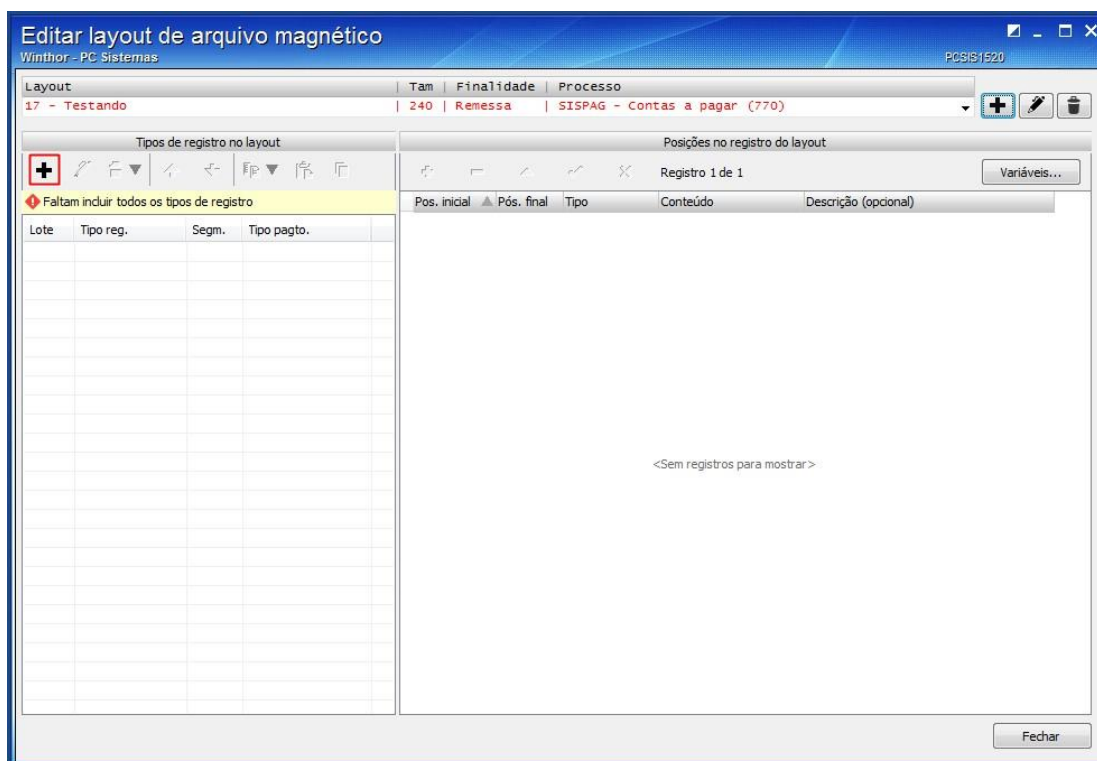 Editar layout de arquivo magnético
Winthor - PC Sistemas
PCSIS1520
Layout | Tam | Finalidade | Processo
17 - Testando | 240 | Remessa | SISPAG - Contas a pagar (770)
Tipos de registro no layout
Posições no registro do layout
Registro 1 de 1
Variáveis...
Faltam incluir todos os tipos de registro
Pos. inicial Pós. final Tipo Conteúdo Descrição (opcional)
Lote Tipo reg. Segm. Tipo pagto.
<Sem registros para mostrar>
Fechar